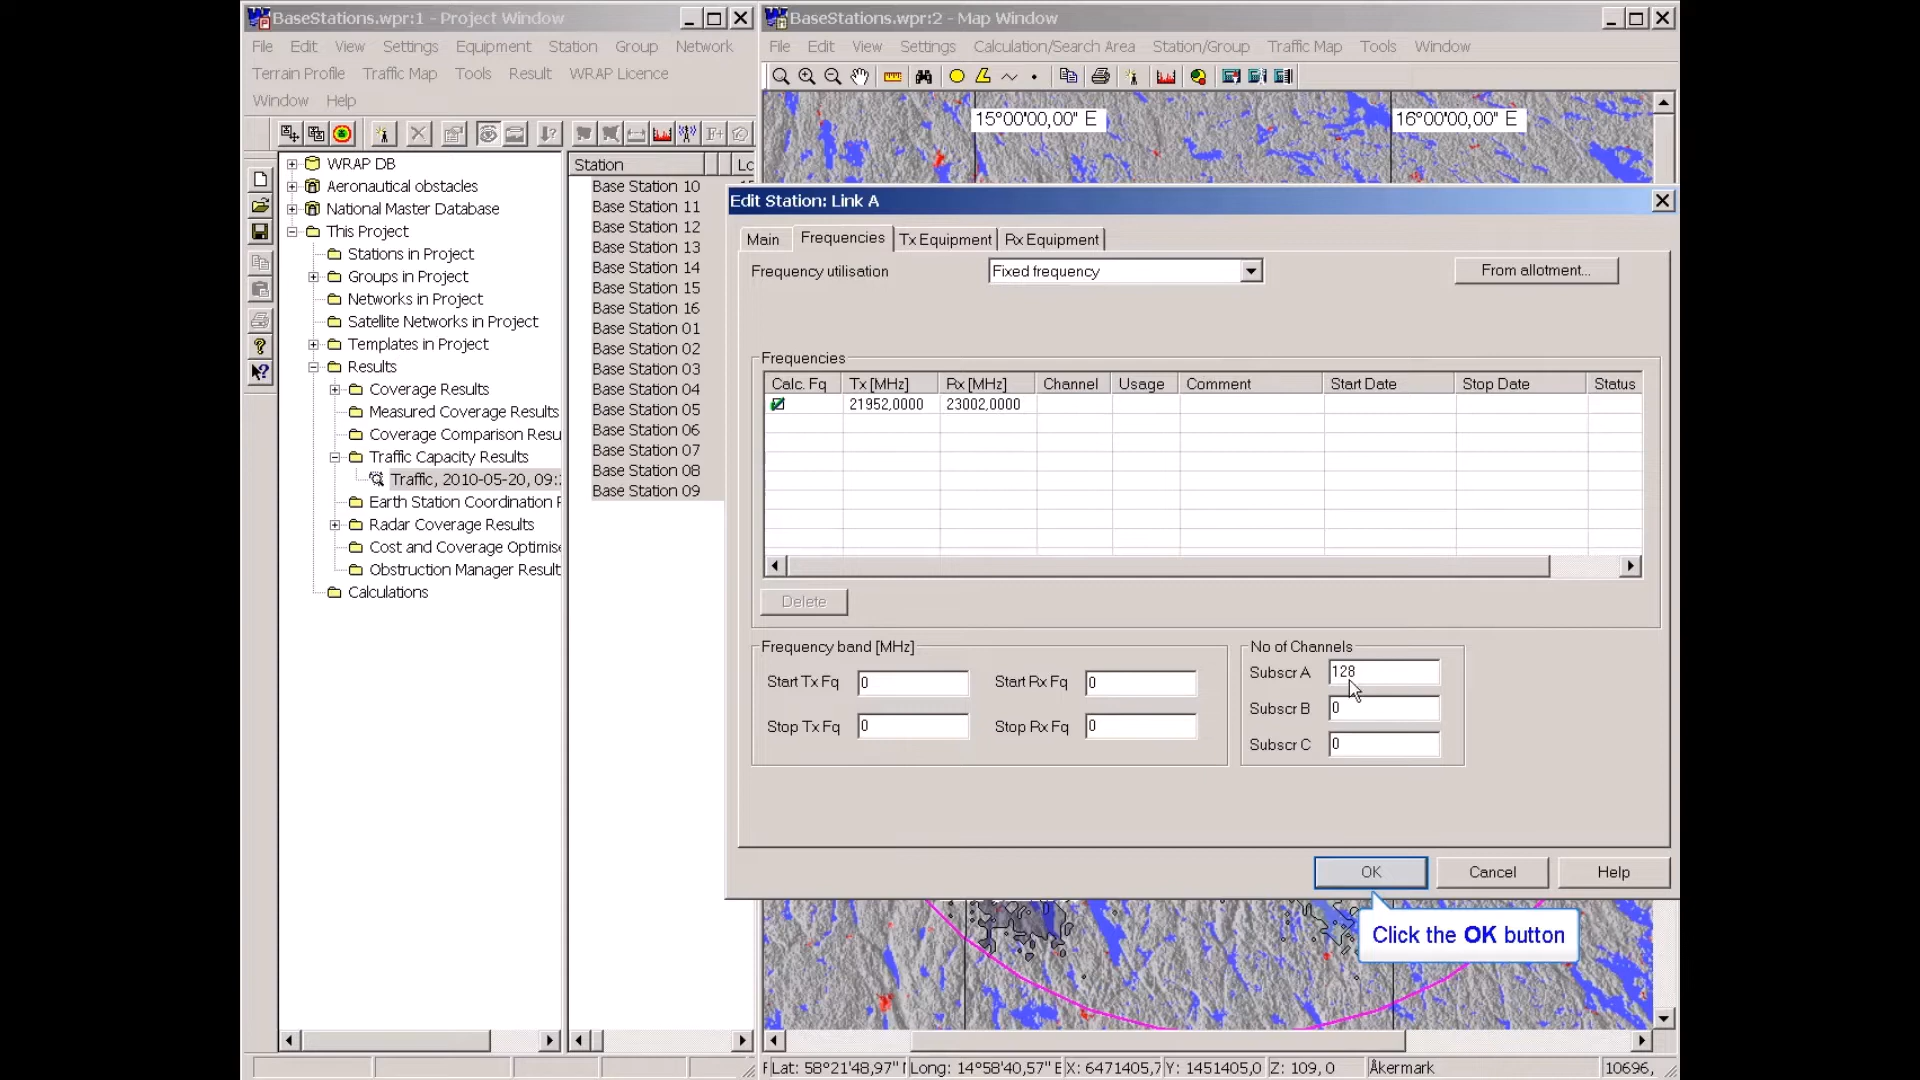 BaseStations.wpr:1 - Project Window
File Edit View Settings Equipment Station Group Network
Terrain Profile Traffic Map Tools Result WRAP Licence
Window Help
WRAP DB
Aeronautical obstacles
National Master Database
This Project
Stations in Project
Groups in Project
Networks in Project
Satellite Networks in Project
Templates in Project
Results
Coverage Results
Measured Coverage Results
Coverage Comparison Resu
Traffic Capacity Results
Traffic, 2010-05-20, 09:
Earth Station Coordination
Radar Coverage Results
Cost and Coverage Optimise
Obstruction Manager Result
Calculations
Station Lo
Base Station 10
Base Station 11
Base Station 12
Base Station 13
Base Station 14
Base Station 15
Base Station 16
Base Station 01
Base Station 02
Base Station 03
Base Station 04
Base Station 05
Base Station 06
Base Station 07
Base Station 08
Base Station 09
BaseStations.wpr:2 - Map Window
File Edit View Settings Calculation/Search Area Station/Group Traffic Map Tools Window
15°00'00,00" E 16°00'00,00" E
Edit Station: Link A
Main Frequencies Tx Equipment Rx Equipment
Frequency utilisation Fixed frequency From allotment...
Frequencies
Calc. Fq Tx [MHz] Rx [MHz] Channel Usage Comment Start Date Stop Date Status
21952,0000 23002,0000
Delete
Frequency band [MHz]
Start Tx Fq 0 Start Rx Fq 0
Stop Tx Fq 0 Stop Rx Fq 0
No of Channels
Subscr A 128
Subscr B 0
Subscr C 0
OK Cancel Help
Click the OK button
Lat: 58°21'48,97" Long: 14°58'40,57" E X: 6471405,7 Y: 1451405,0 Z: 109, 0 Åkermark 10696,